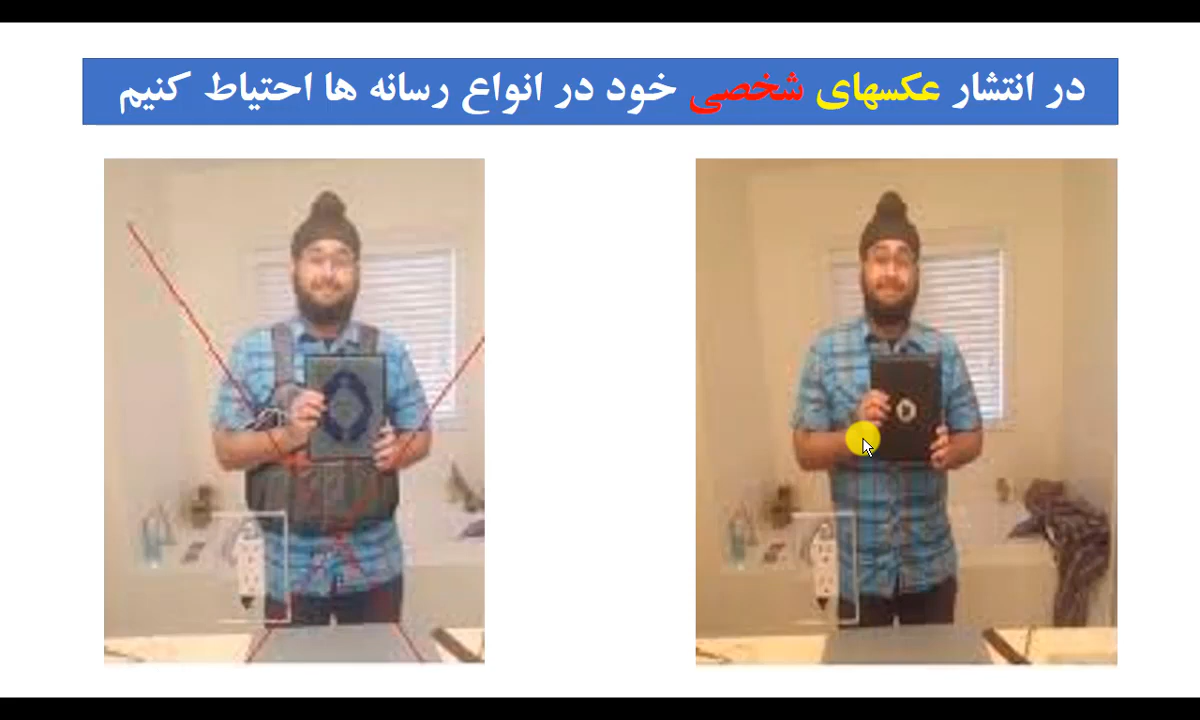 در انتشار عکسهای شخصی خود در انواع رسانه ها احتیاط کنیم